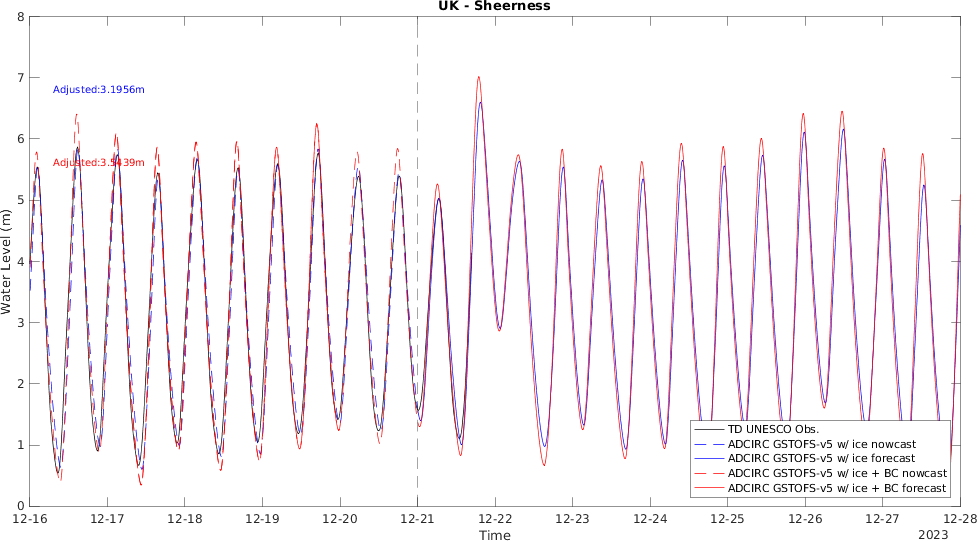 UK - Sheerness
8
7
6
5
4
3
2
1
0
Water Level (m)
Adjusted:3.1956m
Adjusted:3.5439m
TD UNESCO Obs.
ADCIRC GSTOFS-v5 w/ ice nowcast
ADCIRC GSTOFS-v5 w/ ice forecast
ADCIRC GSTOFS-v5 w/ ice + BC nowcast
ADCIRC GSTOFS-v5 w/ ice + BC forecast
12-16 12-17 12-18 12-19 12-20 12-21 12-22 12-23 12-24 12-25 12-26 12-27 12-28
Time
2023